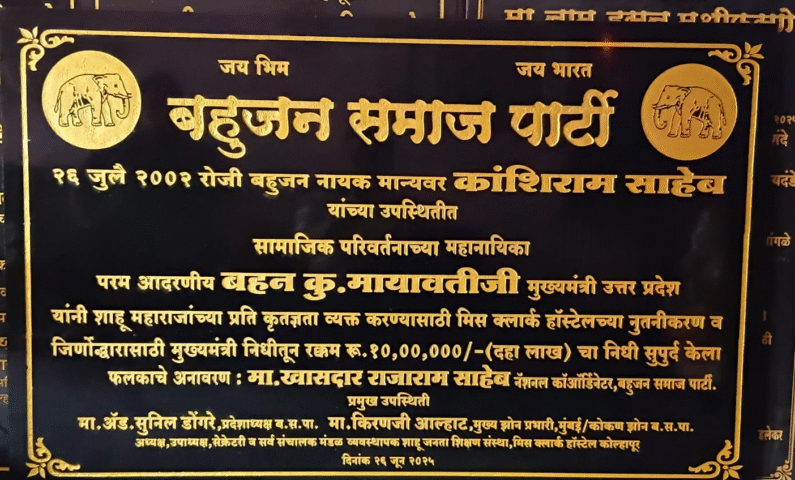 जय भिम
जय भारत
बहुजन समाज पार्टी
२६ जुलै २००२ रोजी बहुजन नायक मान्यवर कांशिराम साहेब
यांच्या उपस्थितीत
सामाजिक परिवर्तनाच्या महानायिका
परम आदरणीय बहन कु.मायावतीजी मुख्यमंत्री उत्तर प्रदेश
यांनी शाहू महाराजांच्या प्रति कृतज्ञता व्यक्त करण्यासाठी मिस क्लार्क हॉस्टेलच्या नुतनीकरण व
जिर्णोद्धारासाठी मुख्यमंत्री निधीतून रक्कम रू.१०,००,०००/-(दहा लाख) चा निधी सुपुर्द केला
फलकाचे अनावरण : मा.खासदार राजाराम साहेब नॅशनल कॉऑर्डिनेटर,बहुजन समाज पार्टी.
प्रमुख उपस्थिती
मा.ॲड.सुनिल डोंगरे,प्रदेशाध्यक्ष ब.स.पा. मा.किरणजी आल्हाट,मुख्य झोन प्रभारी,मुंबई/कोकण झोन ब.स.पा.
अध्यक्ष,उपाध्यक्ष,सेक्रेटरी व सर्व संचालक मंडळ व्यवस्थापक शाहू जनता शिक्षण संस्था,मिस क्लार्क हॉस्टेल कोल्हापूर
दिनांक २६ जून २०२५